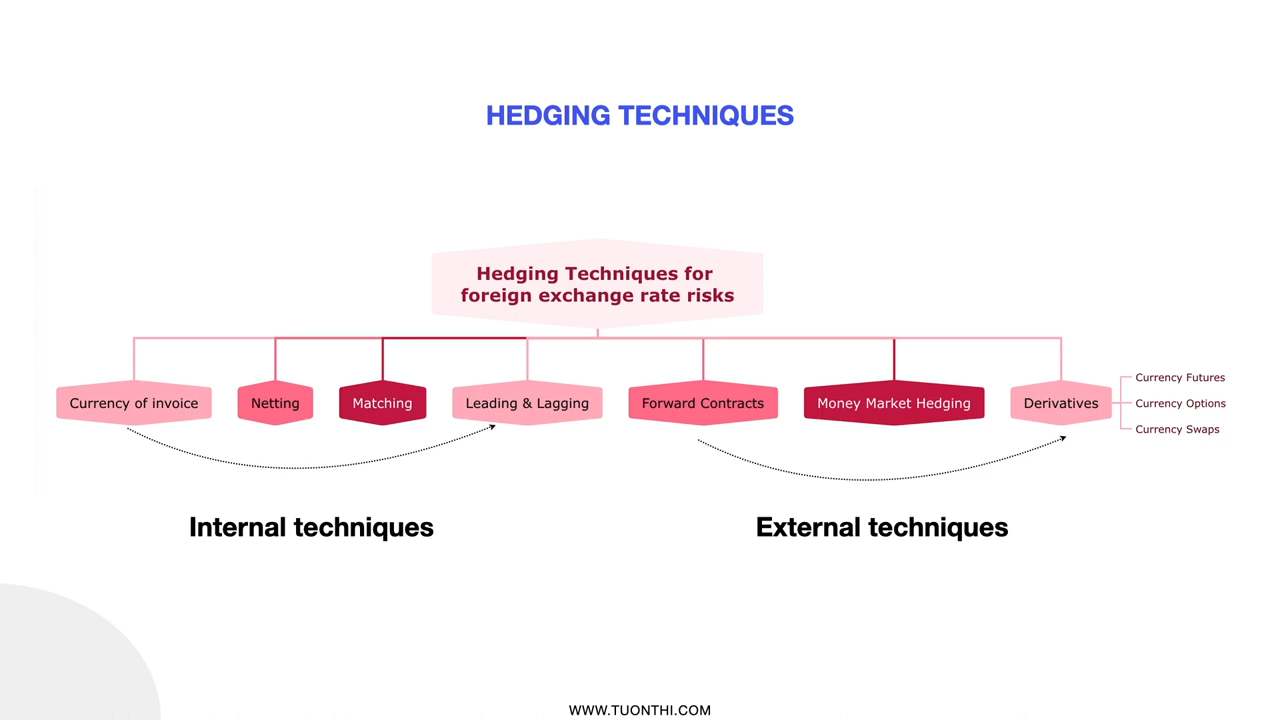 HEDGING TECHNIQUES
Hedging Techniques for
foreign exchange rate risks
Currency of invoice
Netting
Matching
Leading & Lagging
Forward Contracts
Money Market Hedging
Derivatives
Currency Futures
Currency Options
Currency Swaps
Internal techniques
External techniques
WWW.TUONTHI.COM